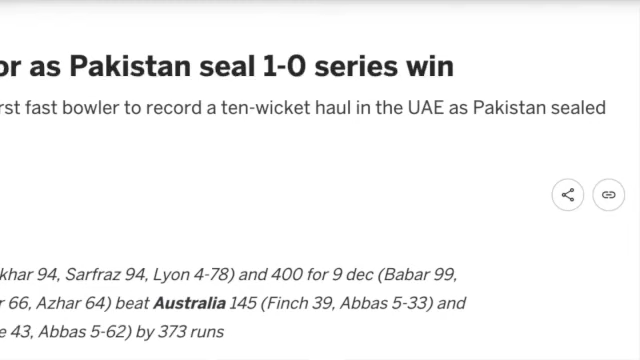 or as Pakistan seal 1-0 series win
rst fast bowler to record a ten-wicket haul in the UAE as Pakistan sealed
khar 94, Sarfraz 94, Lyon 4-78) and 400 for 9 dec (Babar 99,
r 66, Azhar 64) beat Australia 145 (Finch 39, Abbas 5-33) and
e 43, Abbas 5-62) by 373 runs